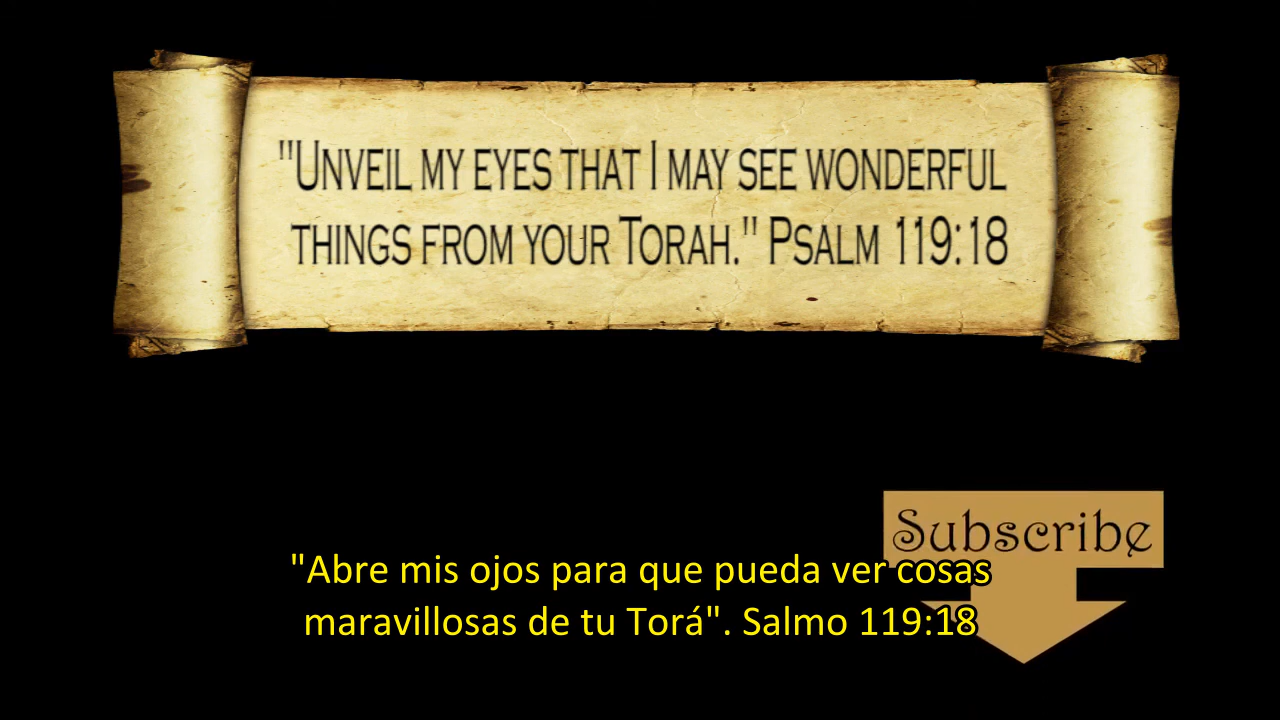 "Unveil my eyes that I may see wonderful
things from your Torah." Psalm 119:18
Subscribe
"Abre mis ojos para que pueda ver cosas
maravillosas de tu Torá". Salmo 119:18